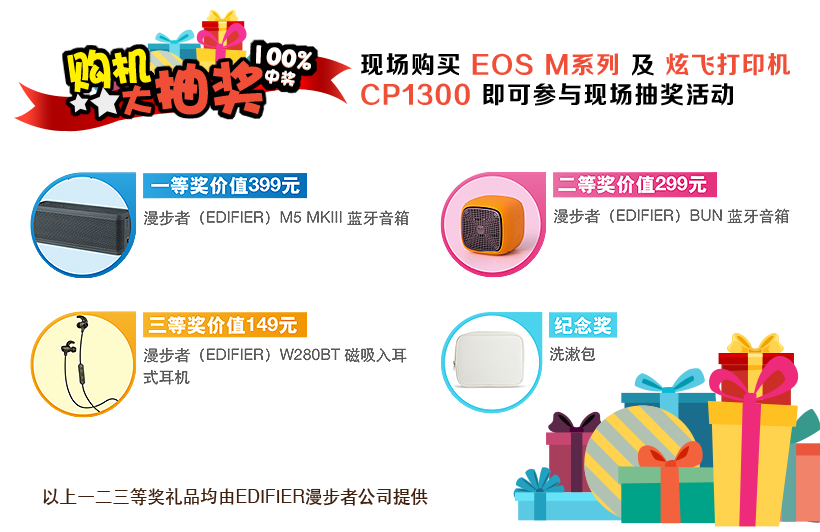 购机
大抽奖
100%
中奖
现场购买 EOS M系列 及 炫飞打印机
CP1300 即可参与现场抽奖活动
一等奖价值399元
漫步者（EDIFIER）M5 MKIII 蓝牙音箱
二等奖价值299元
漫步者（EDIFIER）BUN 蓝牙音箱
三等奖价值149元
漫步者（EDIFIER）W280BT 磁吸入耳
式耳机
纪念奖
洗漱包
以上一二三等奖礼品均由EDIFIER漫步者公司提供